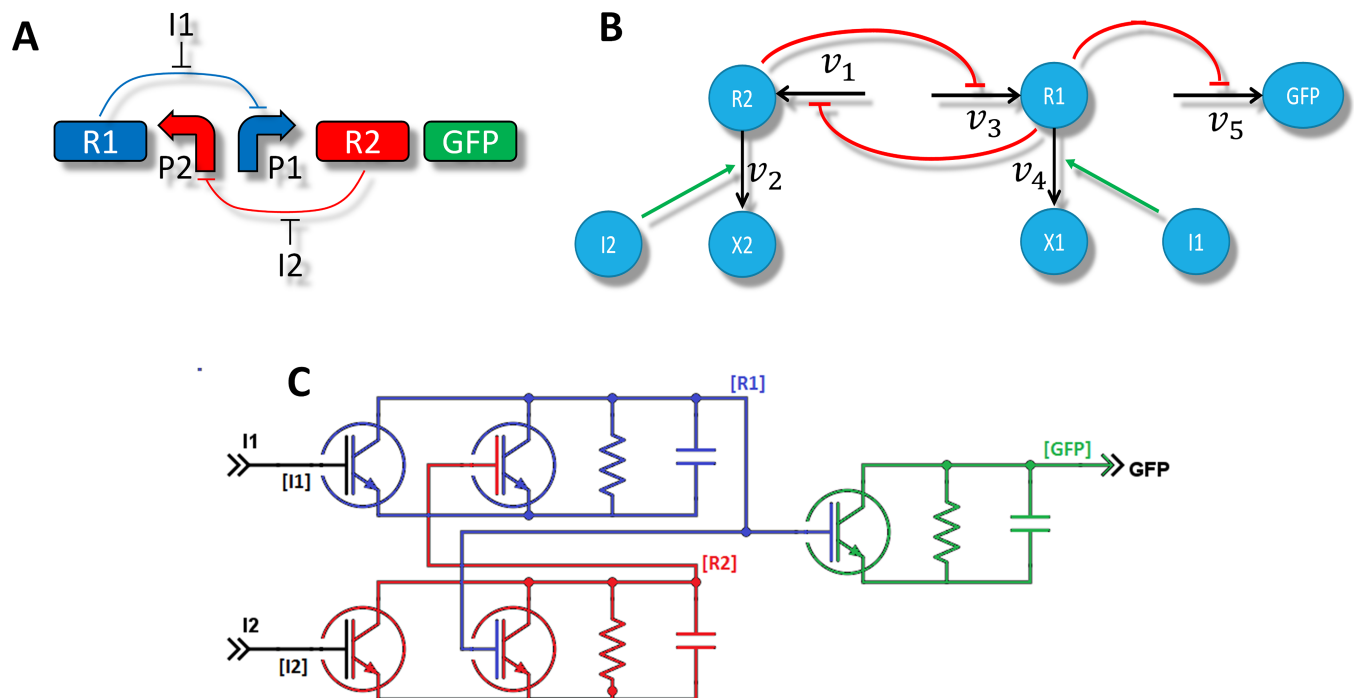 A
I1
R1
P2
P1
R2
GFP
I2
B
R2
v1
v3
R1
v5
GFP
v2
v4
I2
X2
X1
I1
C
[R1]
I1
[I1]
[GFP]
GFP
[R2]
I2
[I2]